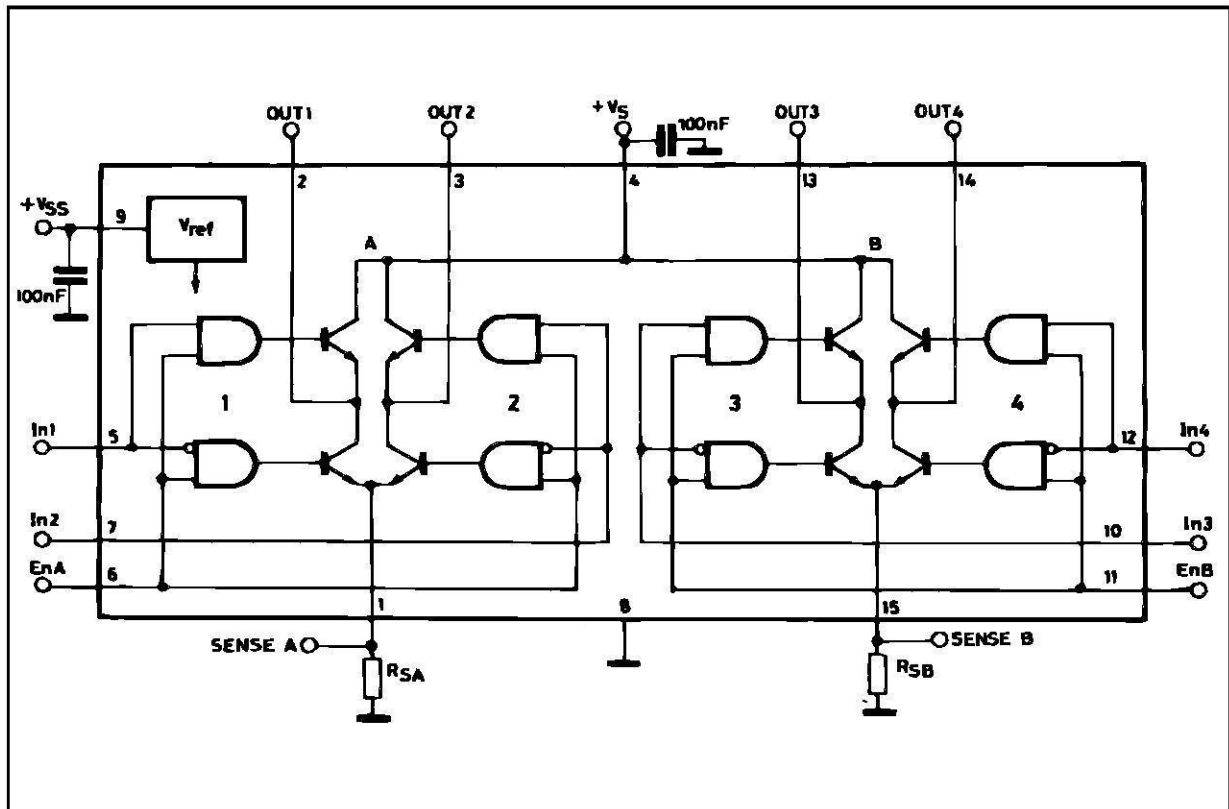 OUT1
OUT2
+VS
100nF
OUT3
OUT4
2
3
4
13
14
+VSS
9
Vref
A
B
100nF
1
2
3
4
In1
5
12
In4
In2
7
10
In3
EnA
6
11
EnB
1
8
15
SENSE A
SENSE B
RSA
RSB